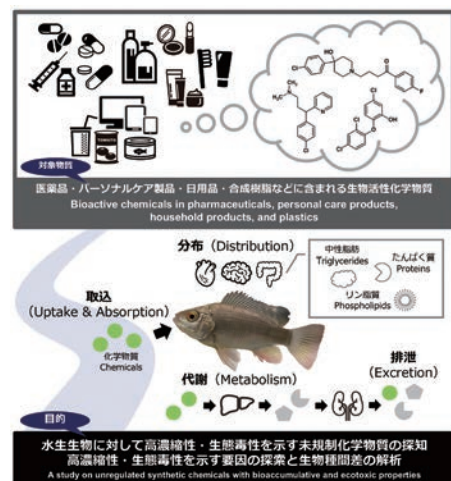 対象物質
医薬品・パーソナルケア製品・日用品・合成樹脂などに含まれる生物活性化学物質
Bioactive chemicals in pharmaceuticals, personal care products,
household products, and plastics
分布 (Distribution)
中性脂肪
Triglycerides
たんぱく質
Proteins
リン脂質
Phospholipids
取込
(Uptake & Absorption)
化学物質
Chemicals
代謝 (Metabolism)
排泄
(Excretion)
目的
水生生物に対して高濃縮性・生態毒性を示す未規制化学物質の探知
高濃縮性・生態毒性を示す要因の探索と生物種間差の解析
A study on unregulated synthetic chemicals with bioaccumulative and ecotoxic properties